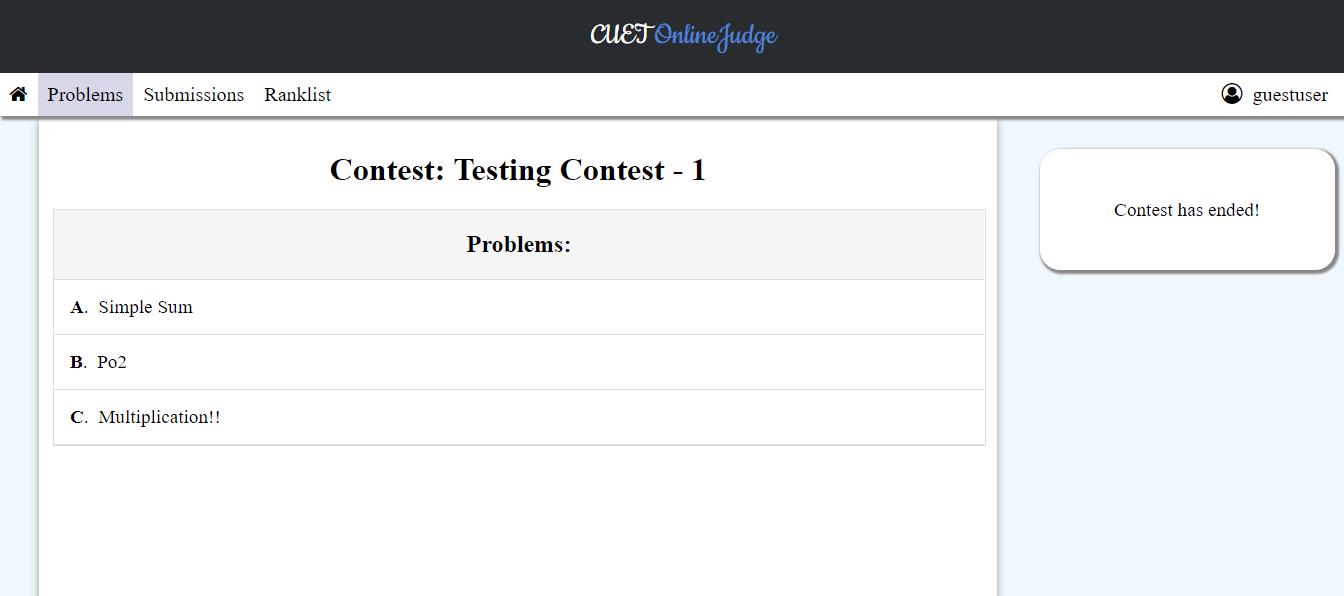 CUET OnlineJudge
Problems Submissions Ranklist guestuser
Contest: Testing Contest - 1
Contest has ended!
Problems:
A. Simple Sum
B. Po2
C. Multiplication!!